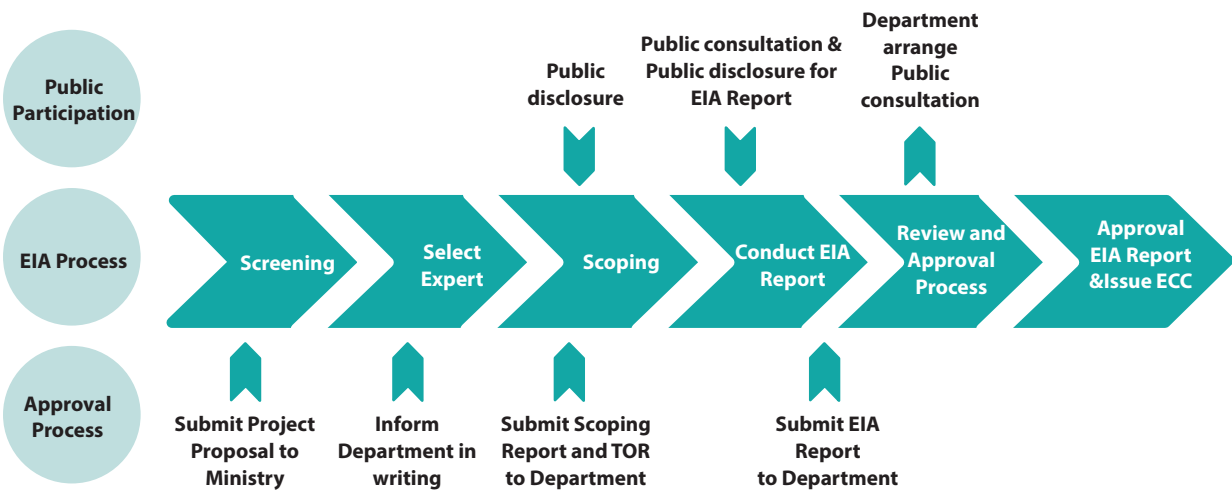 Public
Participation
Public
disclosure
Public consultation &
Public disclosure for
EIA Report
Department
arrange
Public
consultation
EIA Process
Screening
Select
Expert
Scoping
Conduct EIA
Report
Review and
Approval
Process
Approval
EIA Report
&Issue ECC
Approval
Process
Submit Project
Proposal to
Ministry
Inform
Department in
writing
Submit Scoping
Report and TOR
to Department
Submit EIA
Report
to Department